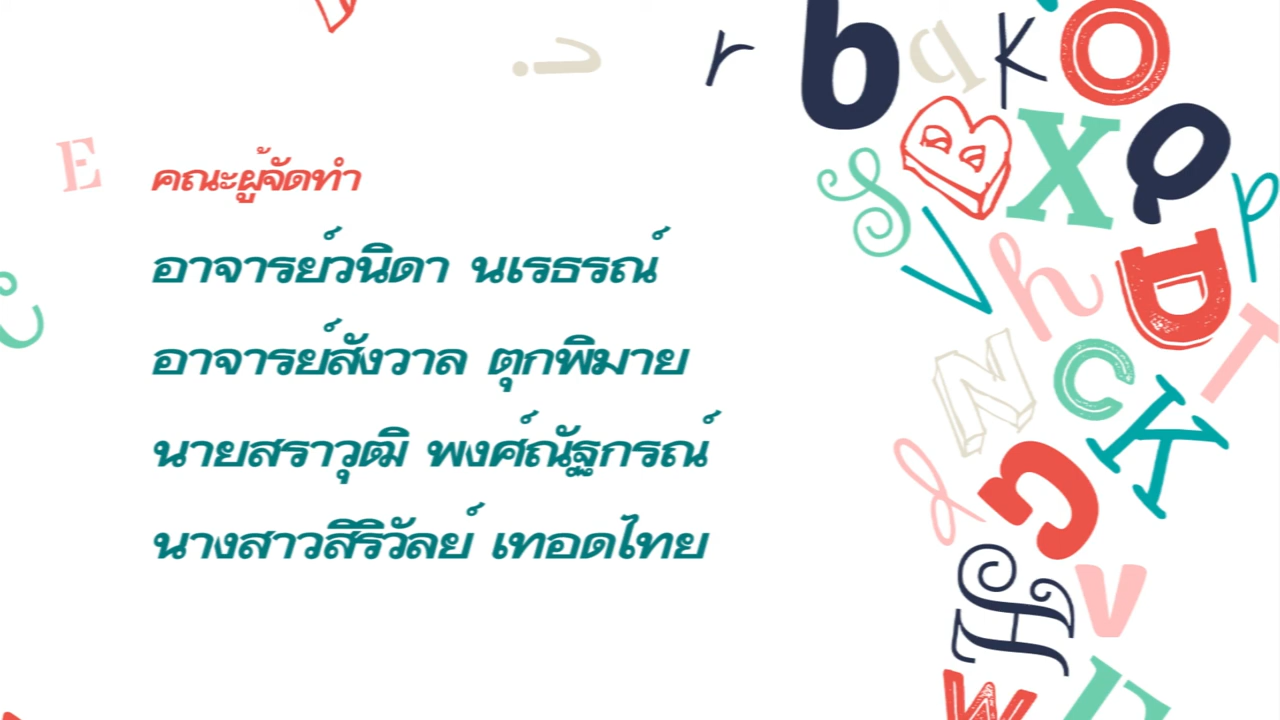 คณะผู้จัดทำ
อาจารย์วนิดา นเรธรณ์
อาจารย์สังวาล ตุกพิมาย
นายสราวุฒิ พงศ์ณัฐกรณ์
นางสาวสิริวัลย์ เทอดไทย